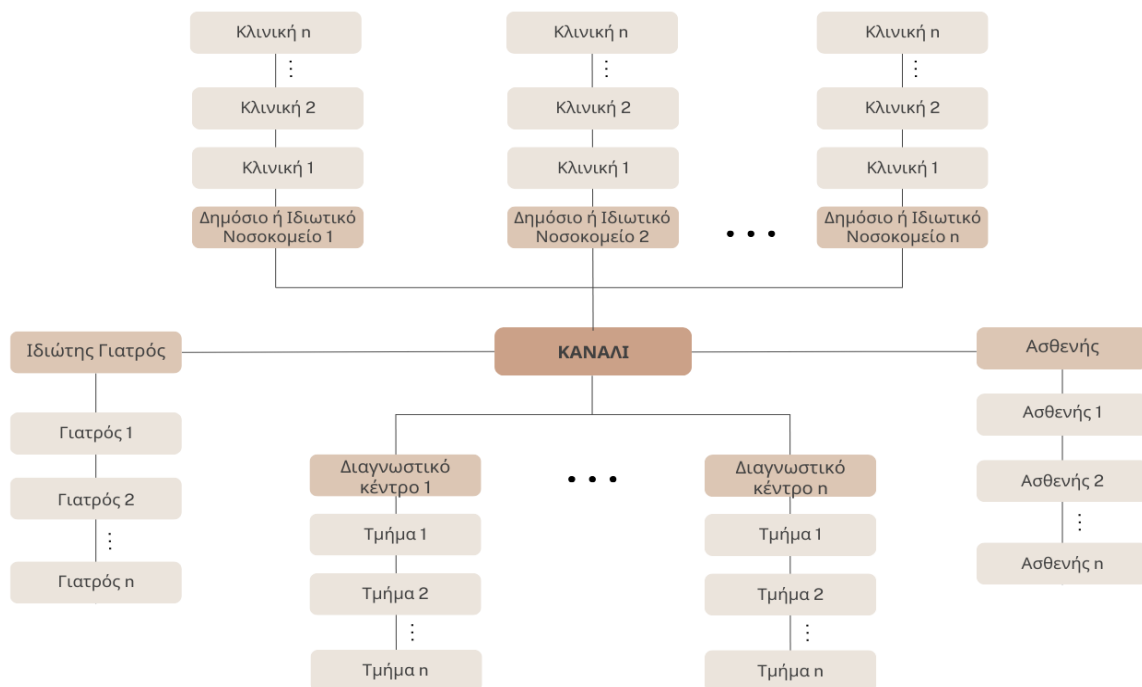 Κλινική n
Κλινική n
Κλινική n
Κλινική 2
Κλινική 2
Κλινική 2
Κλινική 1
Κλινική 1
Κλινική 1
Δημόσιο ή Ιδιωτικό
Νοσοκομείο 1
Δημόσιο ή Ιδιωτικό
Νοσοκομείο 2
Δημόσιο ή Ιδιωτικό
Νοσοκομείο n
Ιδιώτης Γιατρός
ΚΑΝΑΛΙ
Ασθενής
Γιατρός 1
Γιατρός 2
Γιατρός n
Διαγνωστικό
κέντρο 1
Τμήμα 1
Τμήμα 2
Τμήμα n
Διαγνωστικό
κέντρο n
Τμήμα 1
Τμήμα 2
Τμήμα n
Ασθενής 1
Ασθενής 2
Ασθενής n